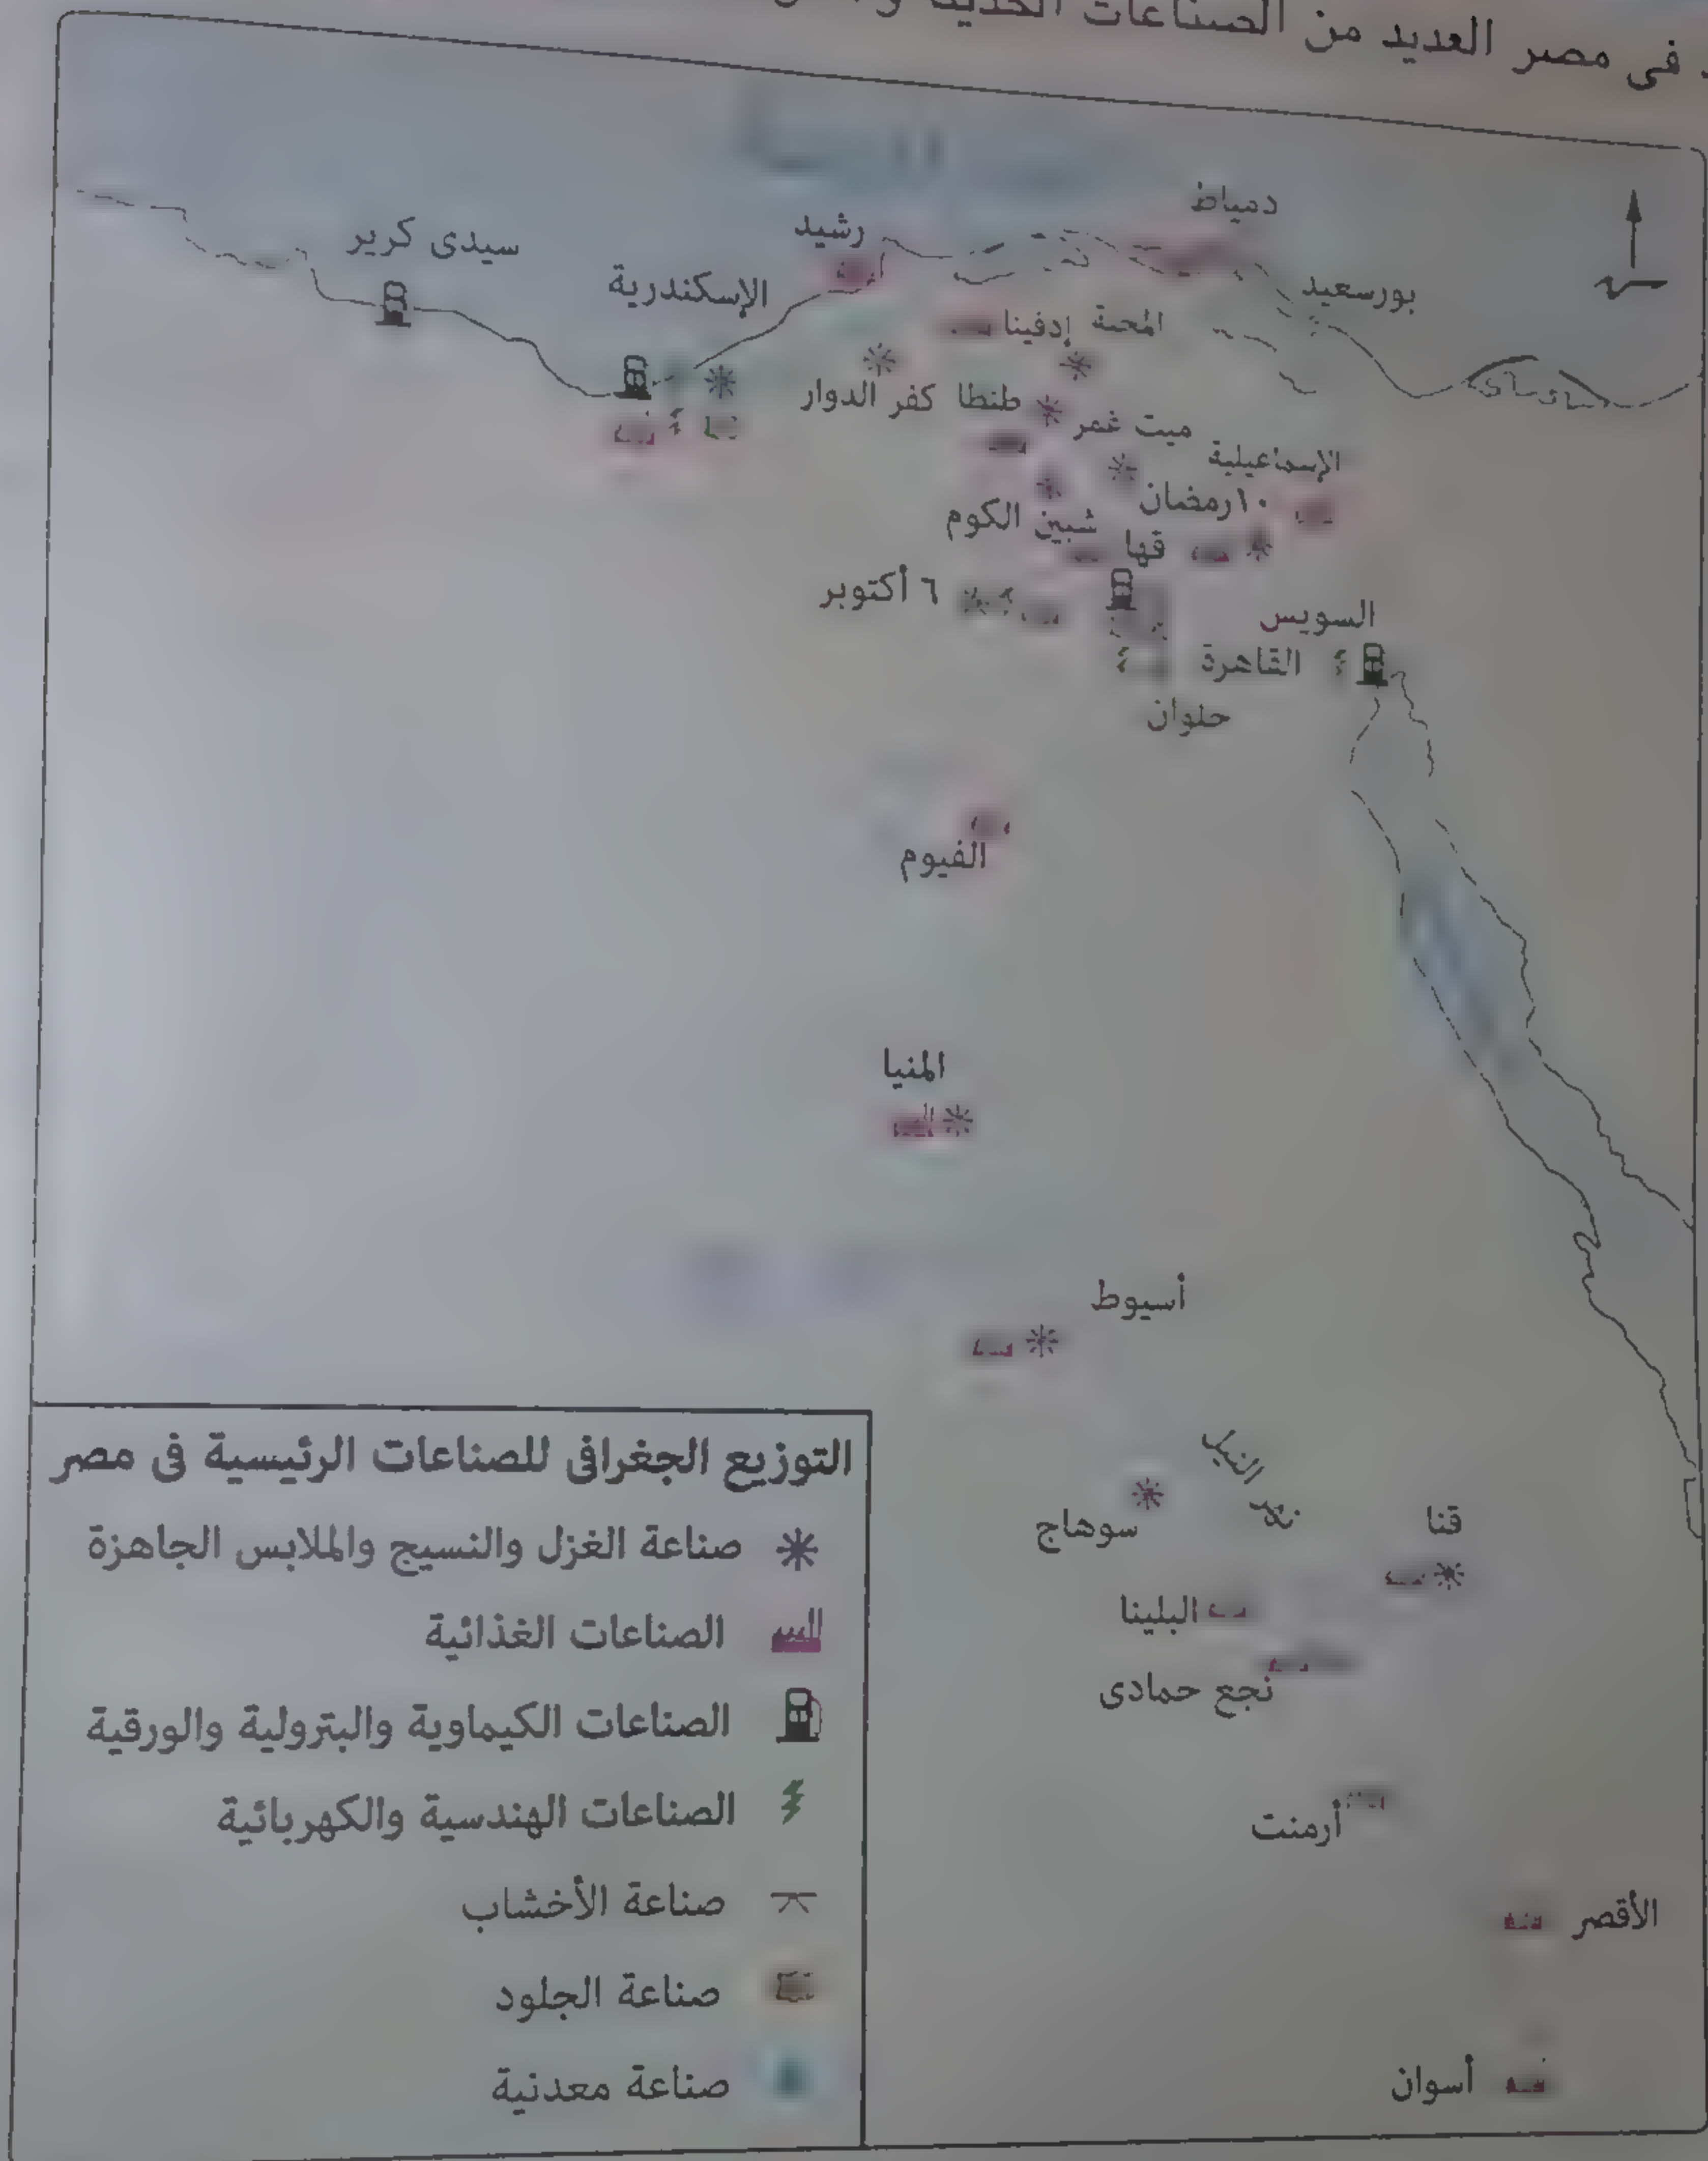 فى مصر العديد من الصناعات
دمياط
رشيد
سيدى كرير
الإسكندرية
بورسعيد
المحلة
إدفينا
طنطا
كفر الدوار
ميت غمر
الإسماعيلية
١٠رمضان
شبين الكوم
قها
٦ أكتوبر
السويس
القاهرة
حلوان
الفيوم
المنيا
أسيوط
نهر النيل
سوهاج
قنا
البلينا
نجع حمادى
أرمنت
الأقصر
أسوان
التوزيع الجغرافى للصناعات الرئيسية فى مصر
صناعة الغزل والنسيج والملابس الجاهزة
الصناعات الغذائية
الصناعات الكيماوية والبترولية والورقية
الصناعات الهندسية والكهربائية
صناعة الأخشاب
صناعة الجلود
صناعة معدنية